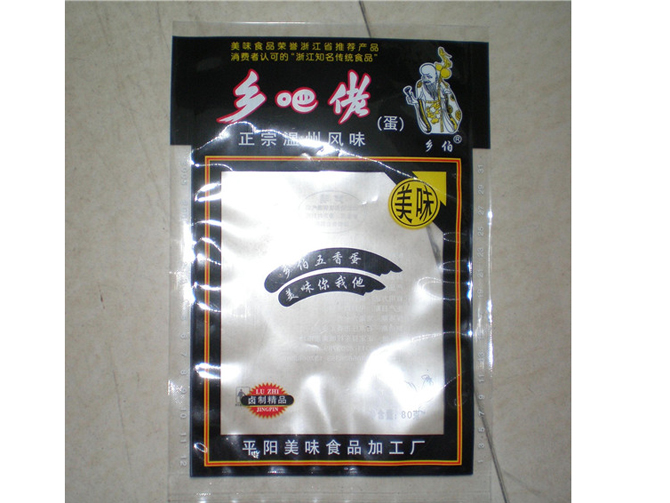 美味食品荣誉浙江省推荐产品
消费者认可的"浙江知名传统食品"
乡吧佬
(蛋)
正宗温州风味
乡伯®
美味
乡伯五香蛋
美味你我他
LU ZHI
卤制精品
JINGPIN
平阳美味食品加工厂